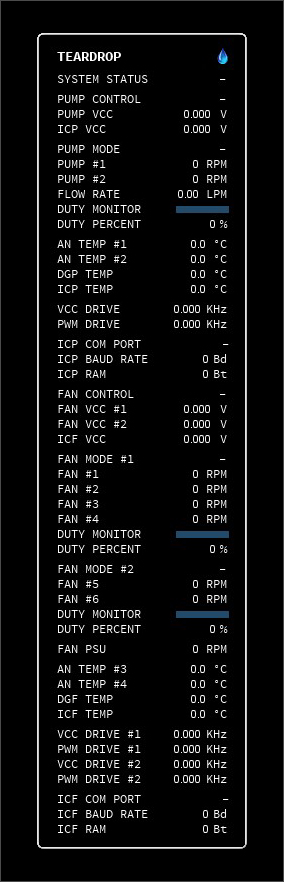 TEARDROP
SYSTEM STATUS –
PUMP CONTROL –
PUMP VCC 0.000 V
ICP VCC 0.000 V
PUMP MODE –
PUMP #1 0 RPM
PUMP #2 0 RPM
FLOW RATE 0.00 LPM
DUTY MONITOR
DUTY PERCENT 0 %
AN TEMP #1 0.0 °C
AN TEMP #2 0.0 °C
DGP TEMP 0.0 °C
ICP TEMP 0.0 °C
VCC DRIVE 0.000 KHz
PWM DRIVE 0.000 KHz
ICP COM PORT –
ICP BAUD RATE 0 Bd
ICP RAM 0 Bt
FAN CONTROL –
FAN VCC #1 0.000 V
FAN VCC #2 0.000 V
ICF VCC 0.000 V
FAN MODE #1 –
FAN #1 0 RPM
FAN #2 0 RPM
FAN #3 0 RPM
FAN #4 0 RPM
DUTY MONITOR
DUTY PERCENT 0 %
FAN MODE #2 –
FAN #5 0 RPM
FAN #6 0 RPM
DUTY MONITOR
DUTY PERCENT 0 %
FAN PSU 0 RPM
AN TEMP #3 0.0 °C
AN TEMP #4 0.0 °C
DGF TEMP 0.0 °C
ICF TEMP 0.0 °C
VCC DRIVE #1 0.000 KHz
PWM DRIVE #1 0.000 KHz
VCC DRIVE #2 0.000 KHz
PWM DRIVE #2 0.000 KHz
ICF COM PORT –
ICF BAUD RATE 0 Bd
ICF RAM 0 Bt